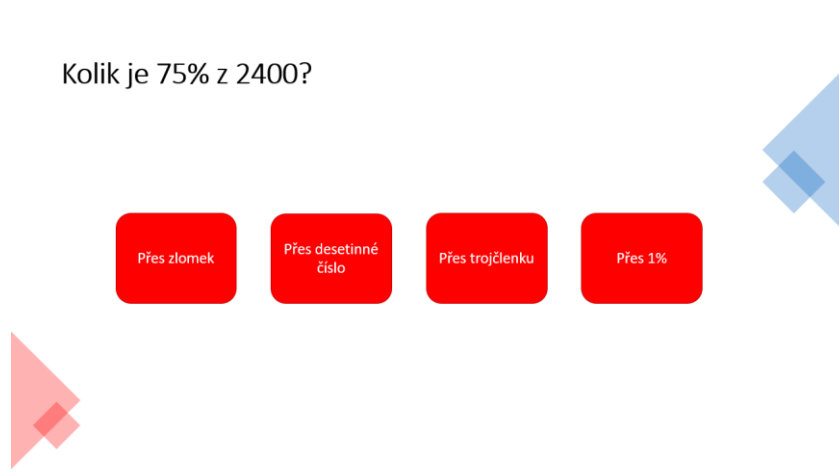 Kolik je 75% z 2400?
Přes zlomek
Přes desetinné
číslo
Přes trojčlenku
Přes 1%